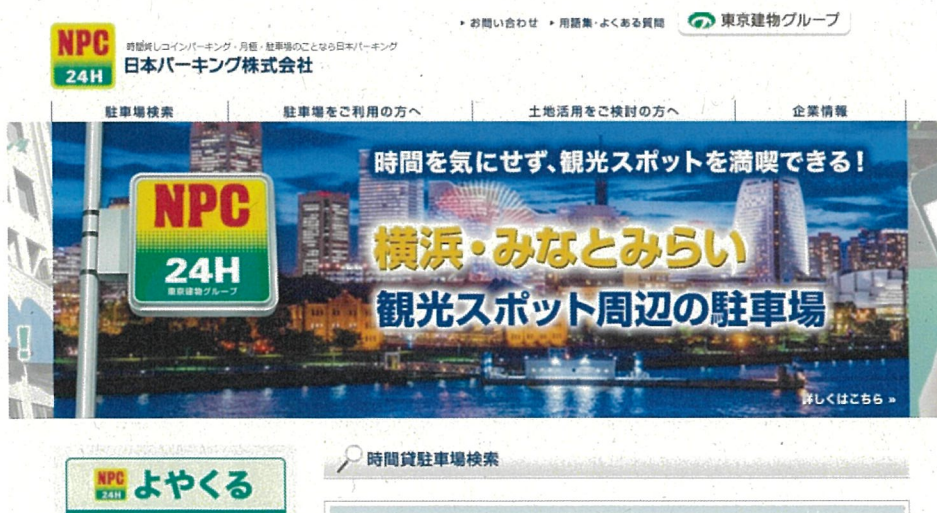 お問い合わせ 用語集・よくある質問 東京建物グループ
NPC
24H
時間貸しコインパーキング・月極・駐車場のことなら日本パーキング
日本パーキング株式会社
駐車場検索 駐車場をご利用の方へ 土地活用をご検討の方へ 企業情報
時間を気にせず、観光スポットを満喫できる!
NPC
24H
東京建物グループ
横浜・みなとみらい
観光スポット周辺の駐車場
詳しくはこちら »
NPC
24H
よやくる
時間貸駐車場検索